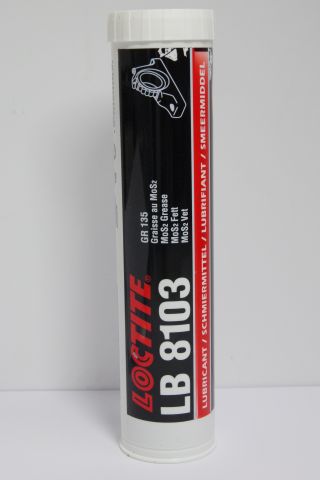 GR 135
Graisse au MoS2
MoS2 Grease
MoS2 Fett
MoS2 Vet
LOCTITE®
LB 8103
LUBRICANT / SCHMIERMITTEL / LUBRIFIANT / SMEERMIDDEL